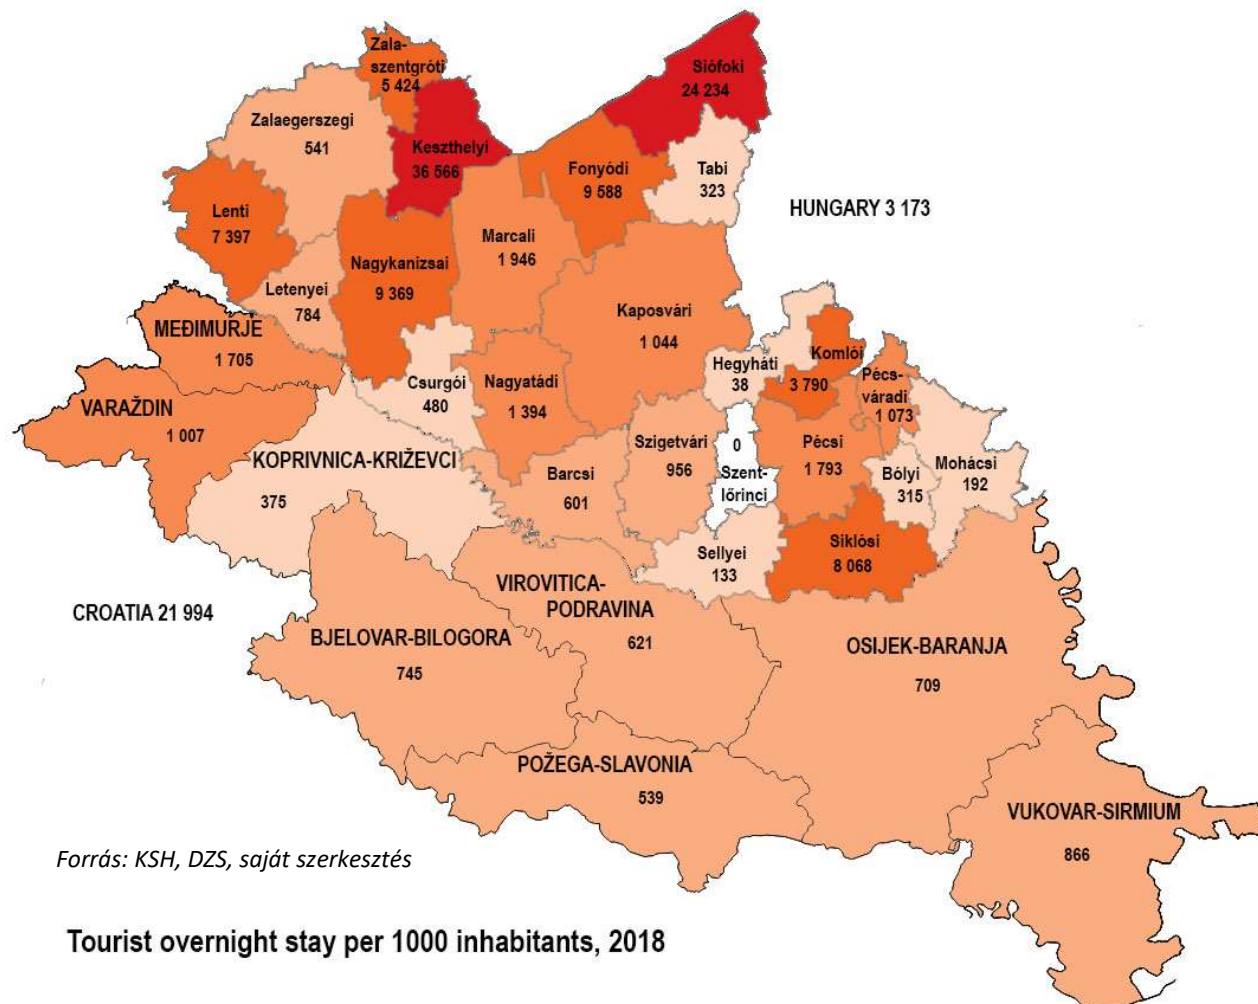 Zala-
szentgróti
5 424
Siófoki
24 234
Zalaegerszegi
541
Keszthelyi
36 566
Fonyódi
9 588
Tabi
323
HUNGARY 3 173
Lenti
7 397
Marcali
1 946
Nagykanizsai
9 369
Letenyei
784
Kaposvári
1 044
MEĐIMURJE
1 705
Hegyháti
38
Komlói
3 790
Pécs-
váradi
1 073
Csurgói
480
Nagyatádi
1 394
VARAŽDIN
1 007
Szigetvári
956
0
Szent-
lőrinci
Pécsi
1 793
Bólyi
315
Mohácsi
192
KOPRIVNICA-KRIŽEVCI
375
Barcsi
601
Sellyei
133
Siklósi
8 068
CROATIA 21 994
VIROVITICA-
PODRAVINA
621
BJELOVAR-BILOGORA
745
OSIJEK-BARANJA
709
POŽEGA-SLAVONIA
539
VUKOVAR-SIRMIUM
866
Forrás: KSH, DZS, saját szerkesztés
Tourist overnight stay per 1000 inhabitants, 2018